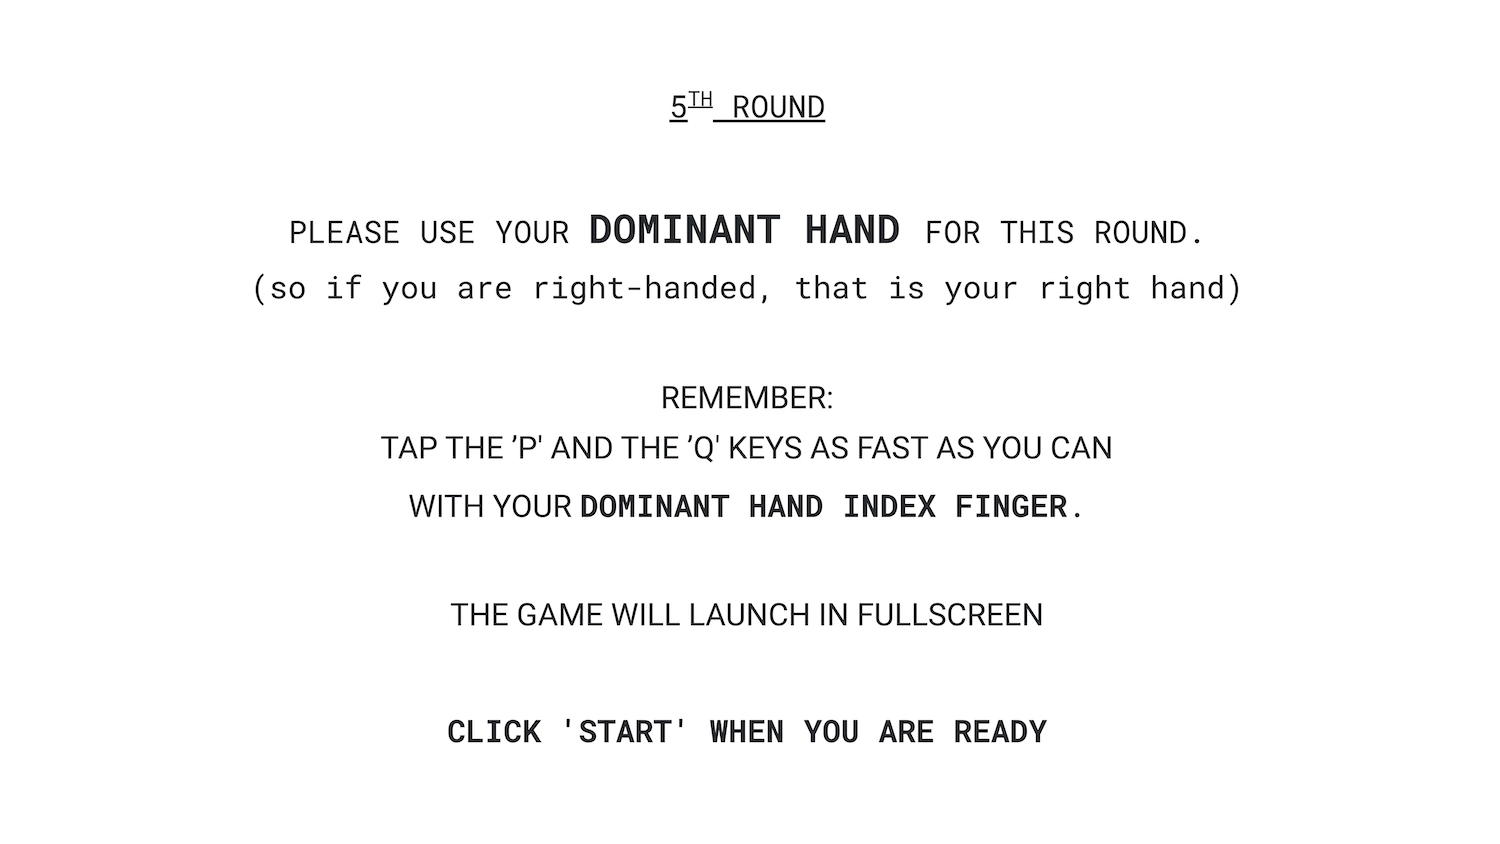 5TH ROUND
PLEASE USE YOUR DOMINANT HAND FOR THIS ROUND.
(so if you are right-handed, that is your right hand)
REMEMBER:
TAP THE ’P' AND THE ’Q' KEYS AS FAST AS YOU CAN
WITH YOUR DOMINANT HAND INDEX FINGER.
THE GAME WILL LAUNCH IN FULLSCREEN
CLICK 'START' WHEN YOU ARE READY